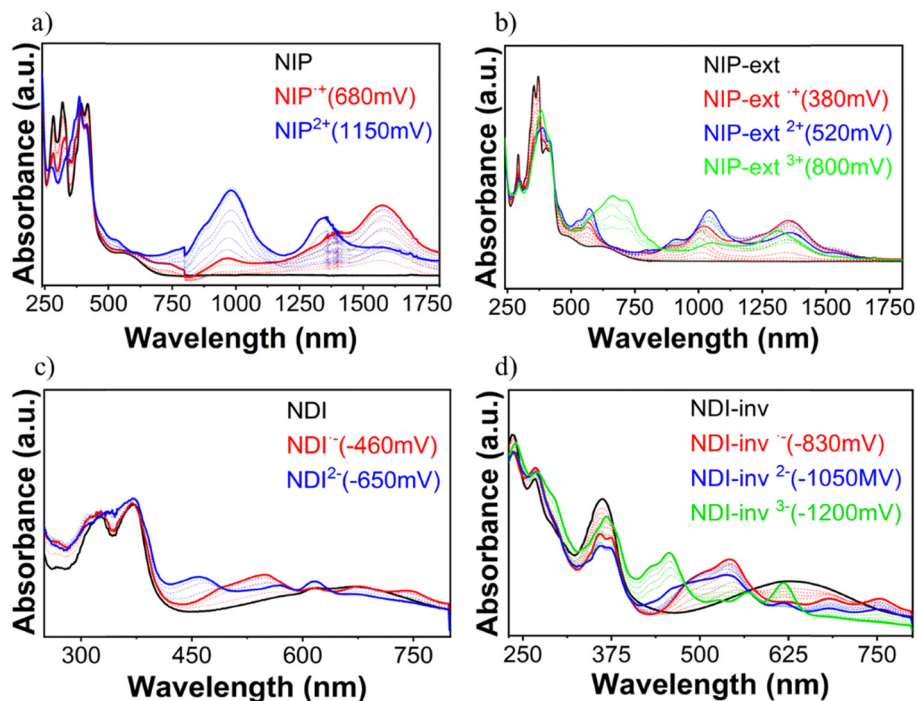 a)
Absorbance (a.u.)
NIP
NIP·+(680mV)
NIP2+(1150mV)
250 500 750 1000 1250 1500 1750
Wavelength (nm)
b)
Absorbance (a.u.)
NIP-ext
NIP-ext ·+(380mV)
NIP-ext 2+(520mV)
NIP-ext 3+(800mV)
250 500 750 1000 1250 1500 1750
Wavelength (nm)
c)
Absorbance (a.u.)
NDI
NDI·-(-460mV)
NDI2-(-650mV)
300 450 600 750
Wavelength (nm)
d)
Absorbance (a.u.)
NDI-inv
NDI-inv ·-(-830mV)
NDI-inv 2-(-1050MV)
NDI-inv 3-(-1200mV)
250 375 500 625 750
Wavelength (nm)